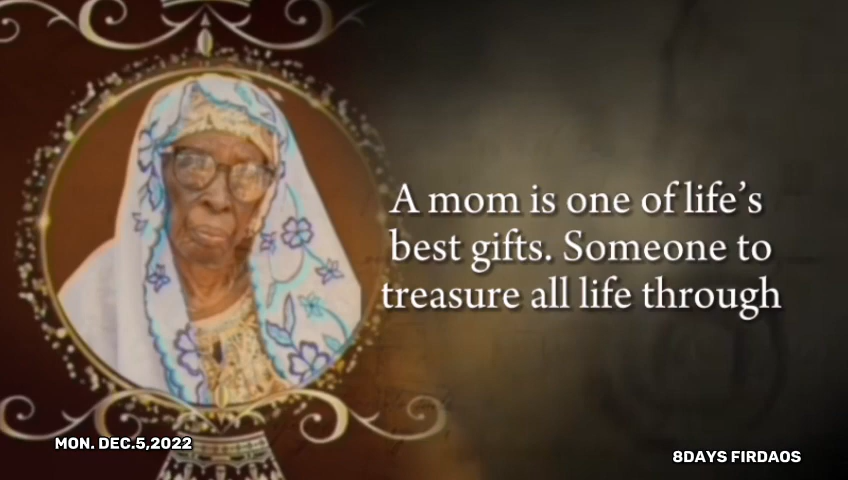 A mom is one of life’s
best gifts. Someone to
treasure all life through
MON. DEC.5,2022
8DAYS FIRDAOS